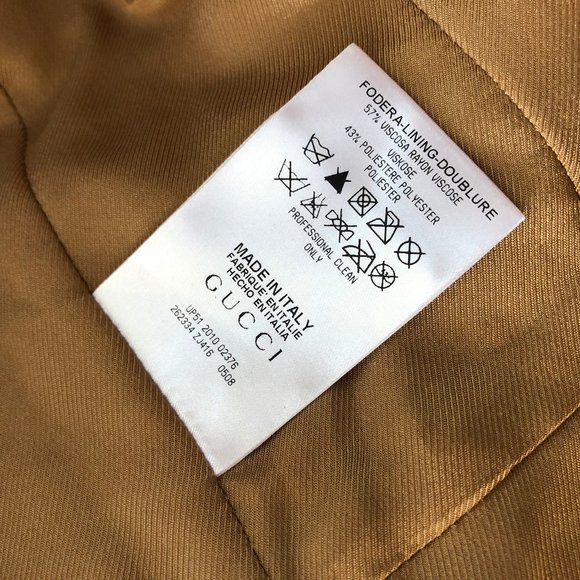 FODERA-LINING-DOUBLURE
57% VISCOSA RAYON VISCOSE
VISKOSE
43% POLIESTERE POLYESTER
POLIESTER
PROFESSIONAL CLEAN
ONLY
MADE IN ITALY
FABRIQUE EN ITALIE
HECHO EN ITALIA
GUCCI
UP51 2010 02376
262334 ZJ416 0508